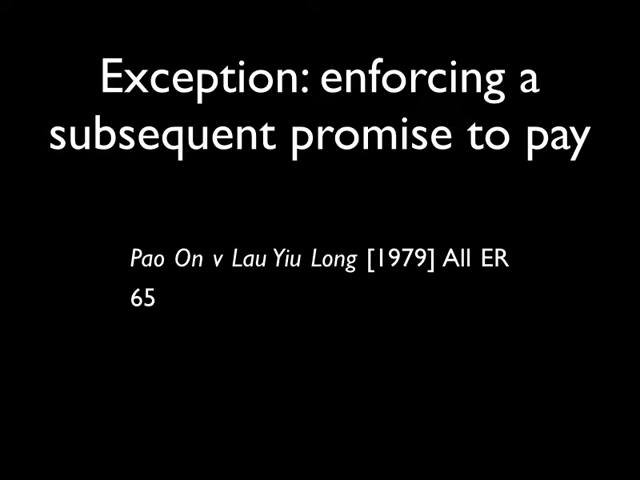 Exception: enforcing a
subsequent promise to pay
Pao On v Lau Yiu Long [1979] All ER
65